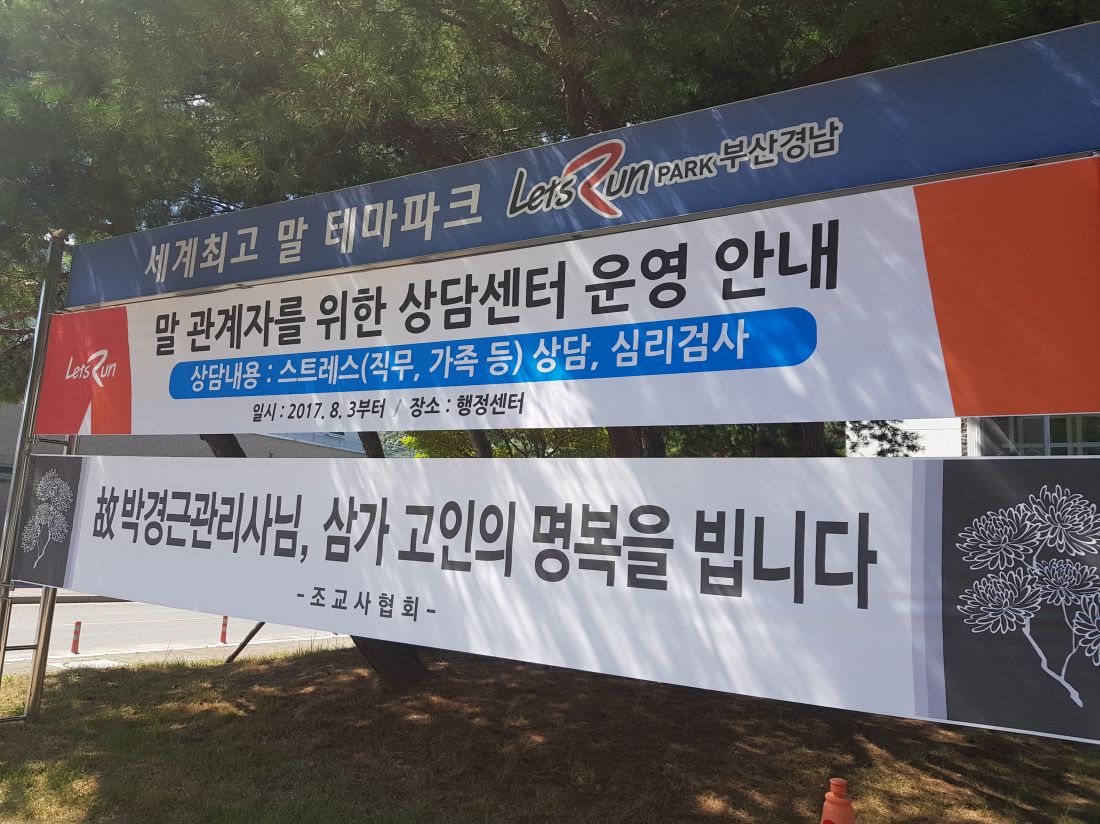 세계최고 말 테마파크 Let's Run PARK 부산경남
말 관계자를 위한 상담센터 운영 안내
Let's Run
상담내용 : 스트레스(직무, 가족 등) 상담, 심리검사
일시 : 2017. 8. 3부터 / 장소 : 행정센터
故 박경근관리사님, 삼가 고인의 명복을 빕니다
- 조교사협회 -